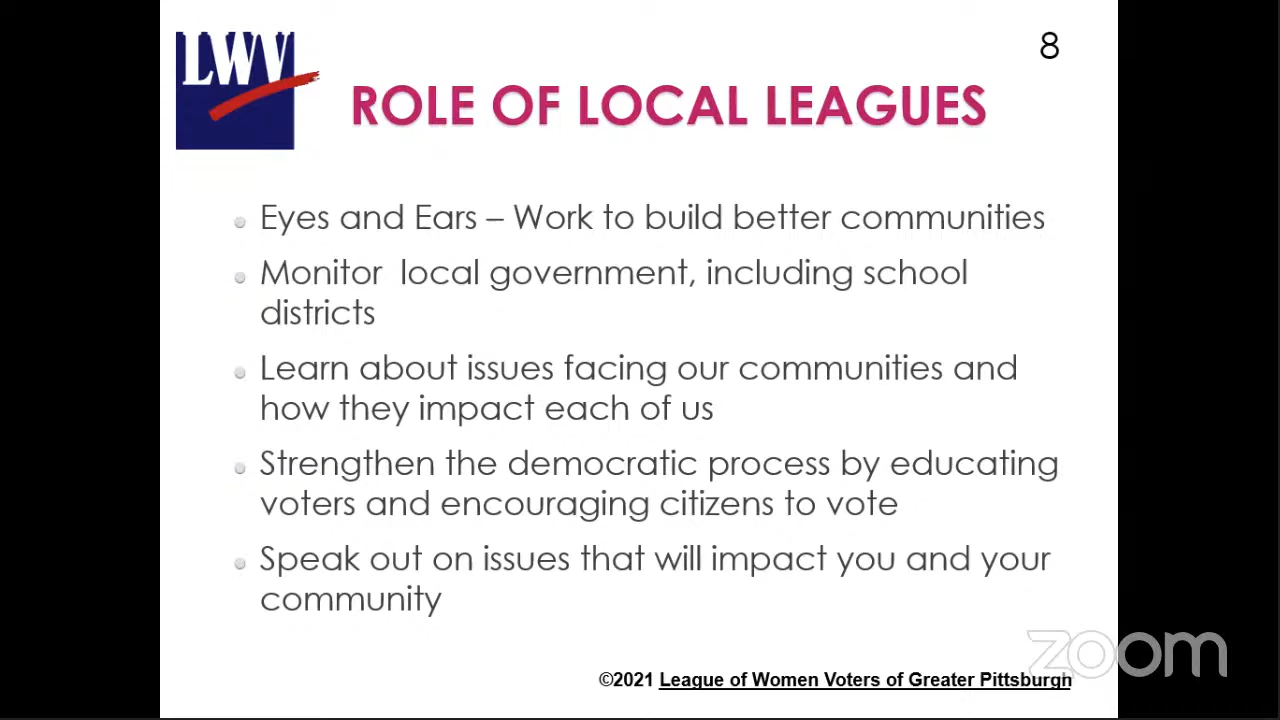 LWV
8
ROLE OF LOCAL LEAGUES
Eyes and Ears – Work to build better communities
Monitor  local government, including school
districts
Learn about issues facing our communities and
how they impact each of us
Strengthen the democratic process by educating
voters and encouraging citizens to vote
Speak out on issues that will impact you and your
community
zoom
©2021 League of Women Voters of Greater Pittsburgh